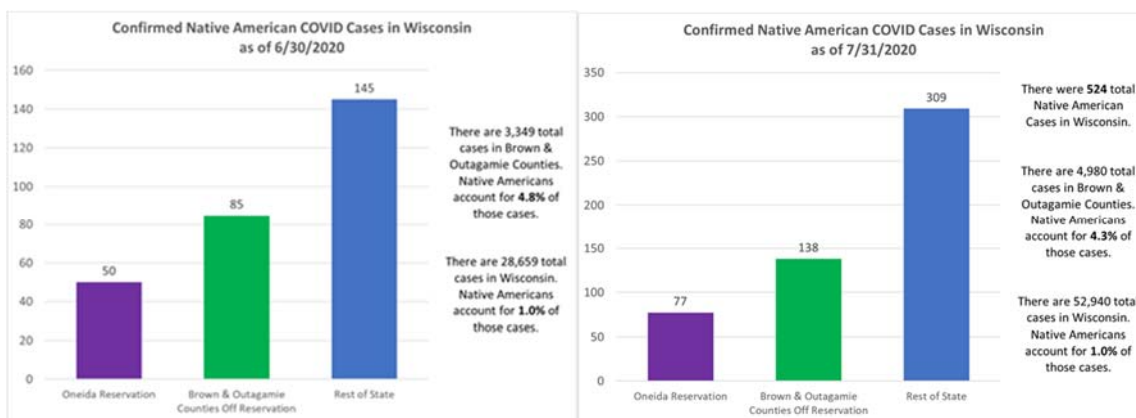 Confirmed Native American COVID Cases in Wisconsin
as of 6/30/2020
160
140
120
100
80
60
40
20
0
50
85
145
Oneida Reservation
Brown & Outagamie
Counties Off Reservation
Rest of State
There are 3,349 total
cases in Brown &
Outagamie Counties.
Native Americans
account for 4.8% of
those cases.
There are 28,659 total
cases in Wisconsin.
Native Americans
account for 1.0% of
those cases.
Confirmed Native American COVID Cases in Wisconsin
as of 7/31/2020
350
300
250
200
150
100
50
0
77
138
309
Oneida Reservation
Brown & Outagamie
Counties Off Reservation
Rest of State
There were 524 total
Native American
Cases in Wisconsin.
There are 4,980 total
cases in Brown &
Outagamie Counties.
Native Americans
account for 4.3% of
those cases.
There are 52,940 total
cases in Wisconsin.
Native Americans
account for 1.0% of
those cases.